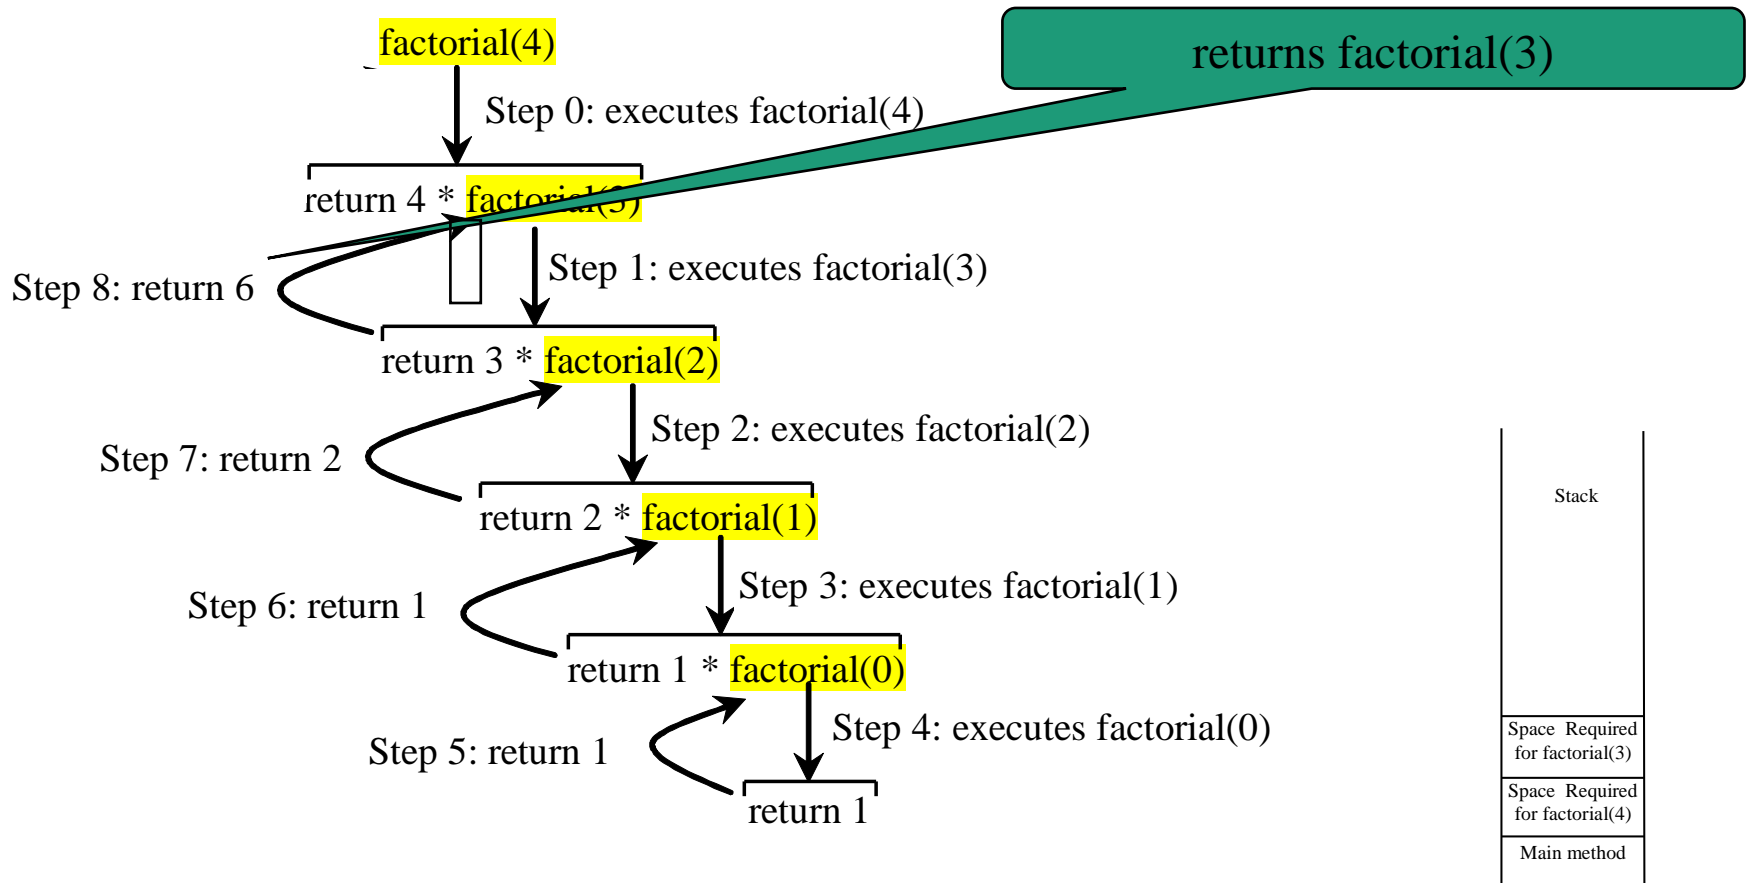 factorial(4)
returns factorial(3)
Step 0: executes factorial(4)
return 4 * factorial(3)
Step 1: executes factorial(3)
Step 8: return 6
return 3 * factorial(2)
Step 2: executes factorial(2)
Step 7: return 2
return 2 * factorial(1)
Step 3: executes factorial(1)
Step 6: return 1
return 1 * factorial(0)
Step 4: executes factorial(0)
Step 5: return 1
return 1
Stack
Space Required
for factorial(3)
Space Required
for factorial(4)
Main method